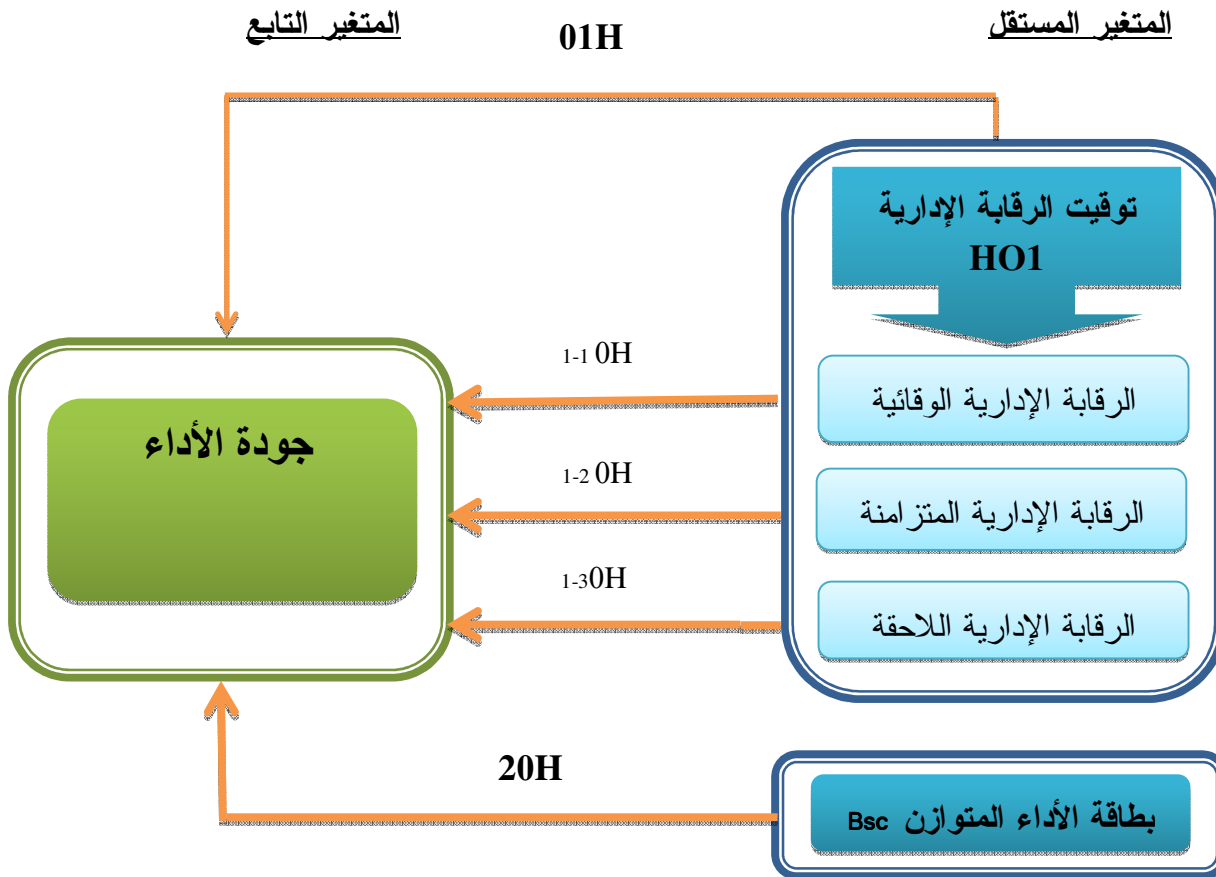 المتغير المستقل
01H
المتغير التابع
توقيت الرقابة الإدارية
HO1
1-1 0H
الرقابة الإدارية الوقائية
جودة الأداء
1-2 0H
الرقابة الإدارية المتزامنة
1-30H
الرقابة الإدارية اللاحقة
20H
بطاقة الأداء المتوازن Bsc